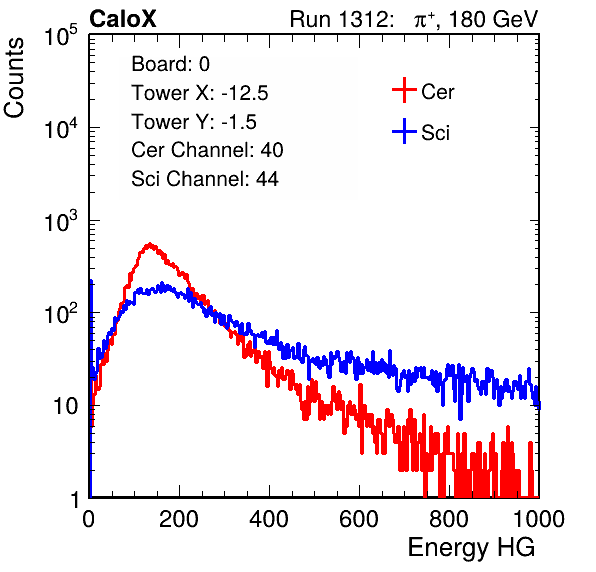 CaloX Run 1312: π⁺, 180 GeV
Counts
Board: 0
Tower X: -12.5
Tower Y: -1.5
Cer Channel: 40
Sci Channel: 44
Cer
Sci
10⁵
10⁴
10³
10²
10
1
0 200 400 600 800 1000
Energy HG